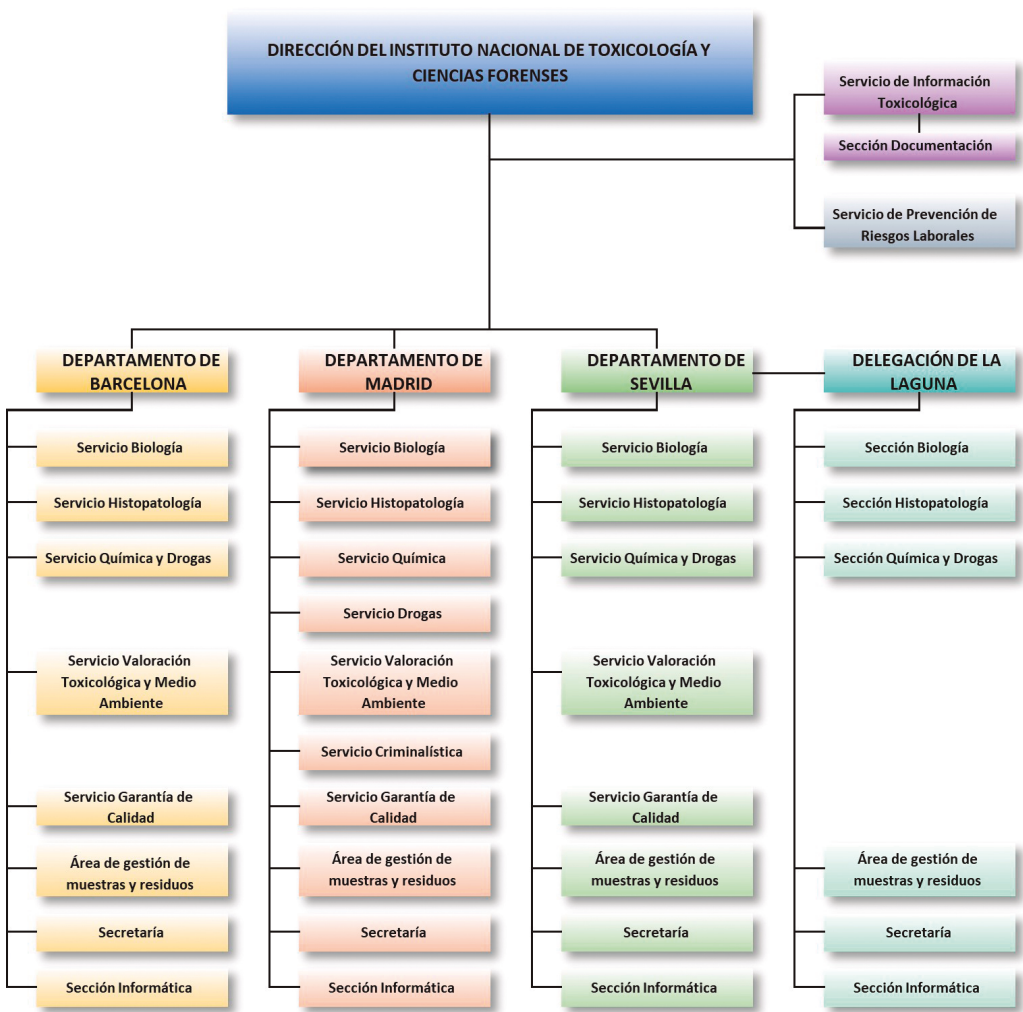 DIRECCIÓN DEL INSTITUTO NACIONAL DE TOXICOLOGÍA Y
CIENCIAS FORENSES
Servicio de Información
Toxicológica
Sección Documentación
Servicio de Prevención de
Riesgos Laborales
DEPARTAMENTO DE
BARCELONA
Servicio Biología
Servicio Histopatología
Servicio Química y Drogas
Servicio Valoración
Toxicológica y Medio
Ambiente
Servicio Garantía de
Calidad
Área de gestión de
muestras y residuos
Secretaría
Sección Informática
DEPARTAMENTO DE
MADRID
Servicio Biología
Servicio Histopatología
Servicio Química
Servicio Drogas
Servicio Valoración
Toxicológica y Medio
Ambiente
Servicio Criminalística
Servicio Garantía de
Calidad
Área de gestión de
muestras y residuos
Secretaría
Sección Informática
DEPARTAMENTO DE
SEVILLA
Servicio Biología
Servicio Histopatología
Servicio Química y Drogas
Servicio Valoración
Toxicológica y Medio
Ambiente
Servicio Garantía de
Calidad
Área de gestión de
muestras y residuos
Secretaría
Sección Informática
DELEGACIÓN DE LA
LAGUNA
Sección Biología
Sección Histopatología
Sección Química y Drogas
Área de gestión de
muestras y residuos
Secretaría
Sección Informática